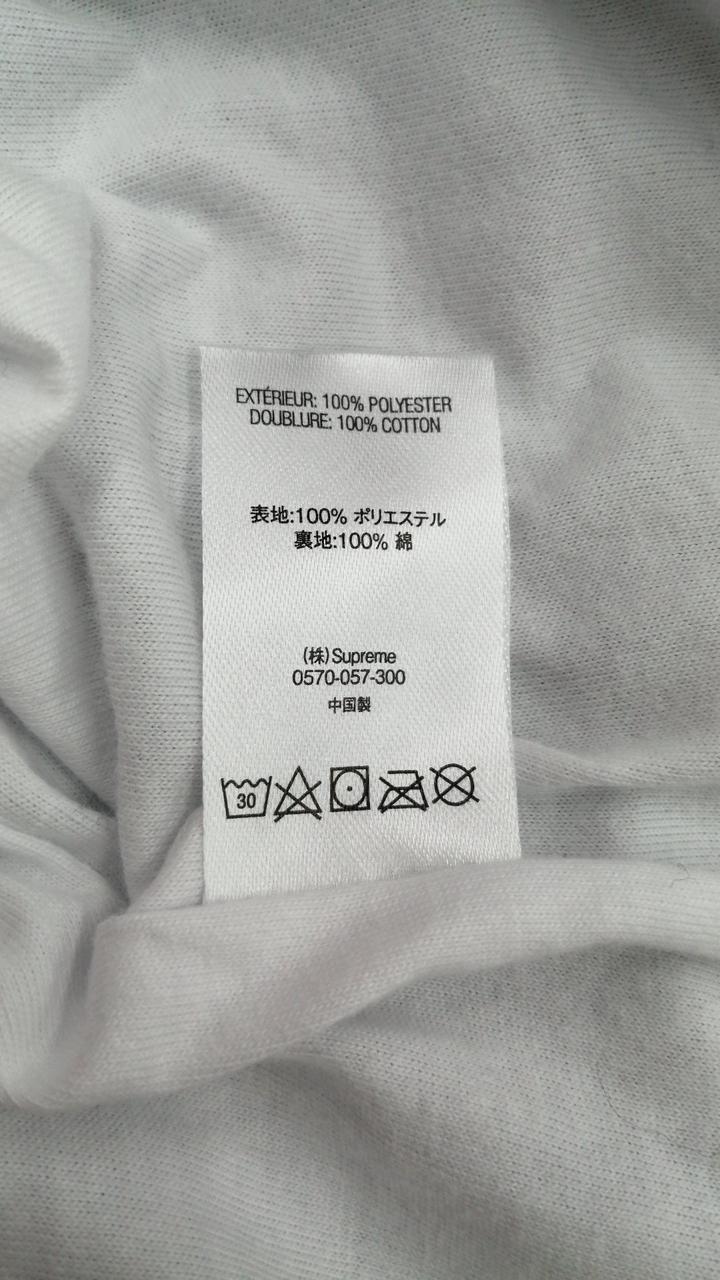 EXTÉRIEUR: 100% POLYESTER
DOUBLURE: 100% COTTON
表地:100% ポリエステル
裏地:100% 綿
(株)Supreme
0570-057-300
中国製
30